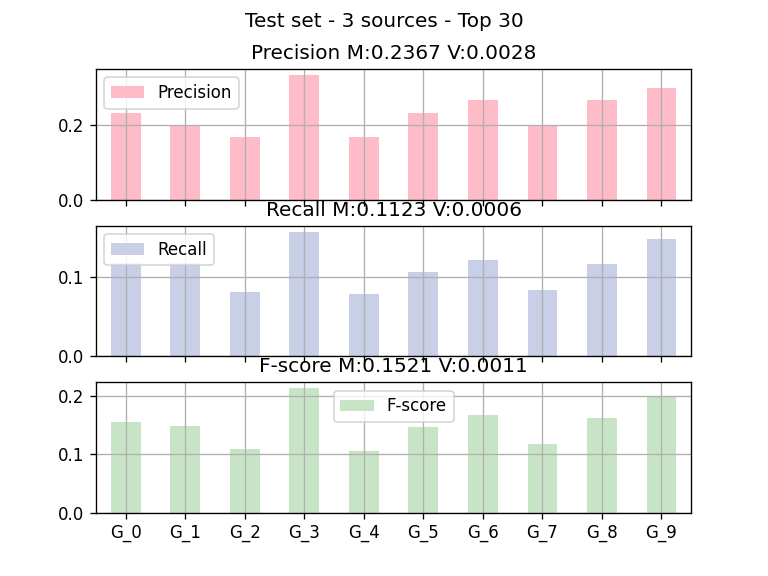 Test set - 3 sources - Top 30
Precision M:0.2367 V:0.0028
Precision
0.2
0.0
Recall M:0.1123 V:0.0006
Recall
0.1
0.0
F-score M:0.1521 V:0.0011
F-score
0.2
0.1
0.0
G_0 G_1 G_2 G_3 G_4 G_5 G_6 G_7 G_8 G_9